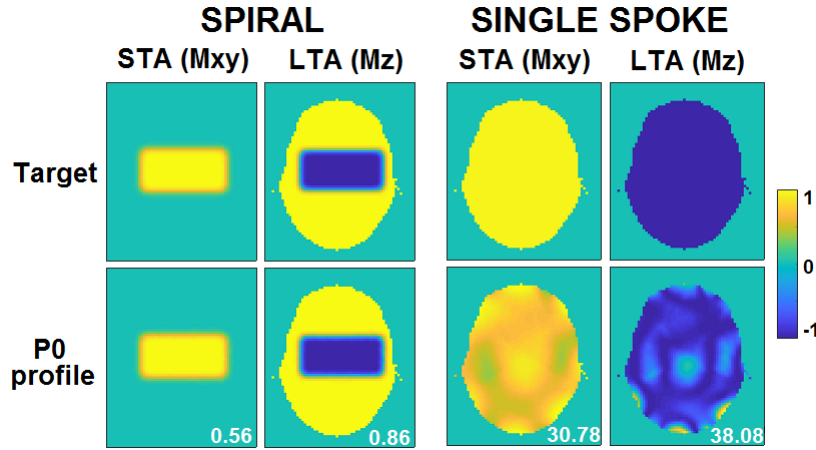 SPIRAL SINGLE SPOKE
STA (Mxy) LTA (Mz) STA (Mxy) LTA (Mz)
Target
1
0
-1
P0
profile
0.56 0.86 30.78 38.08